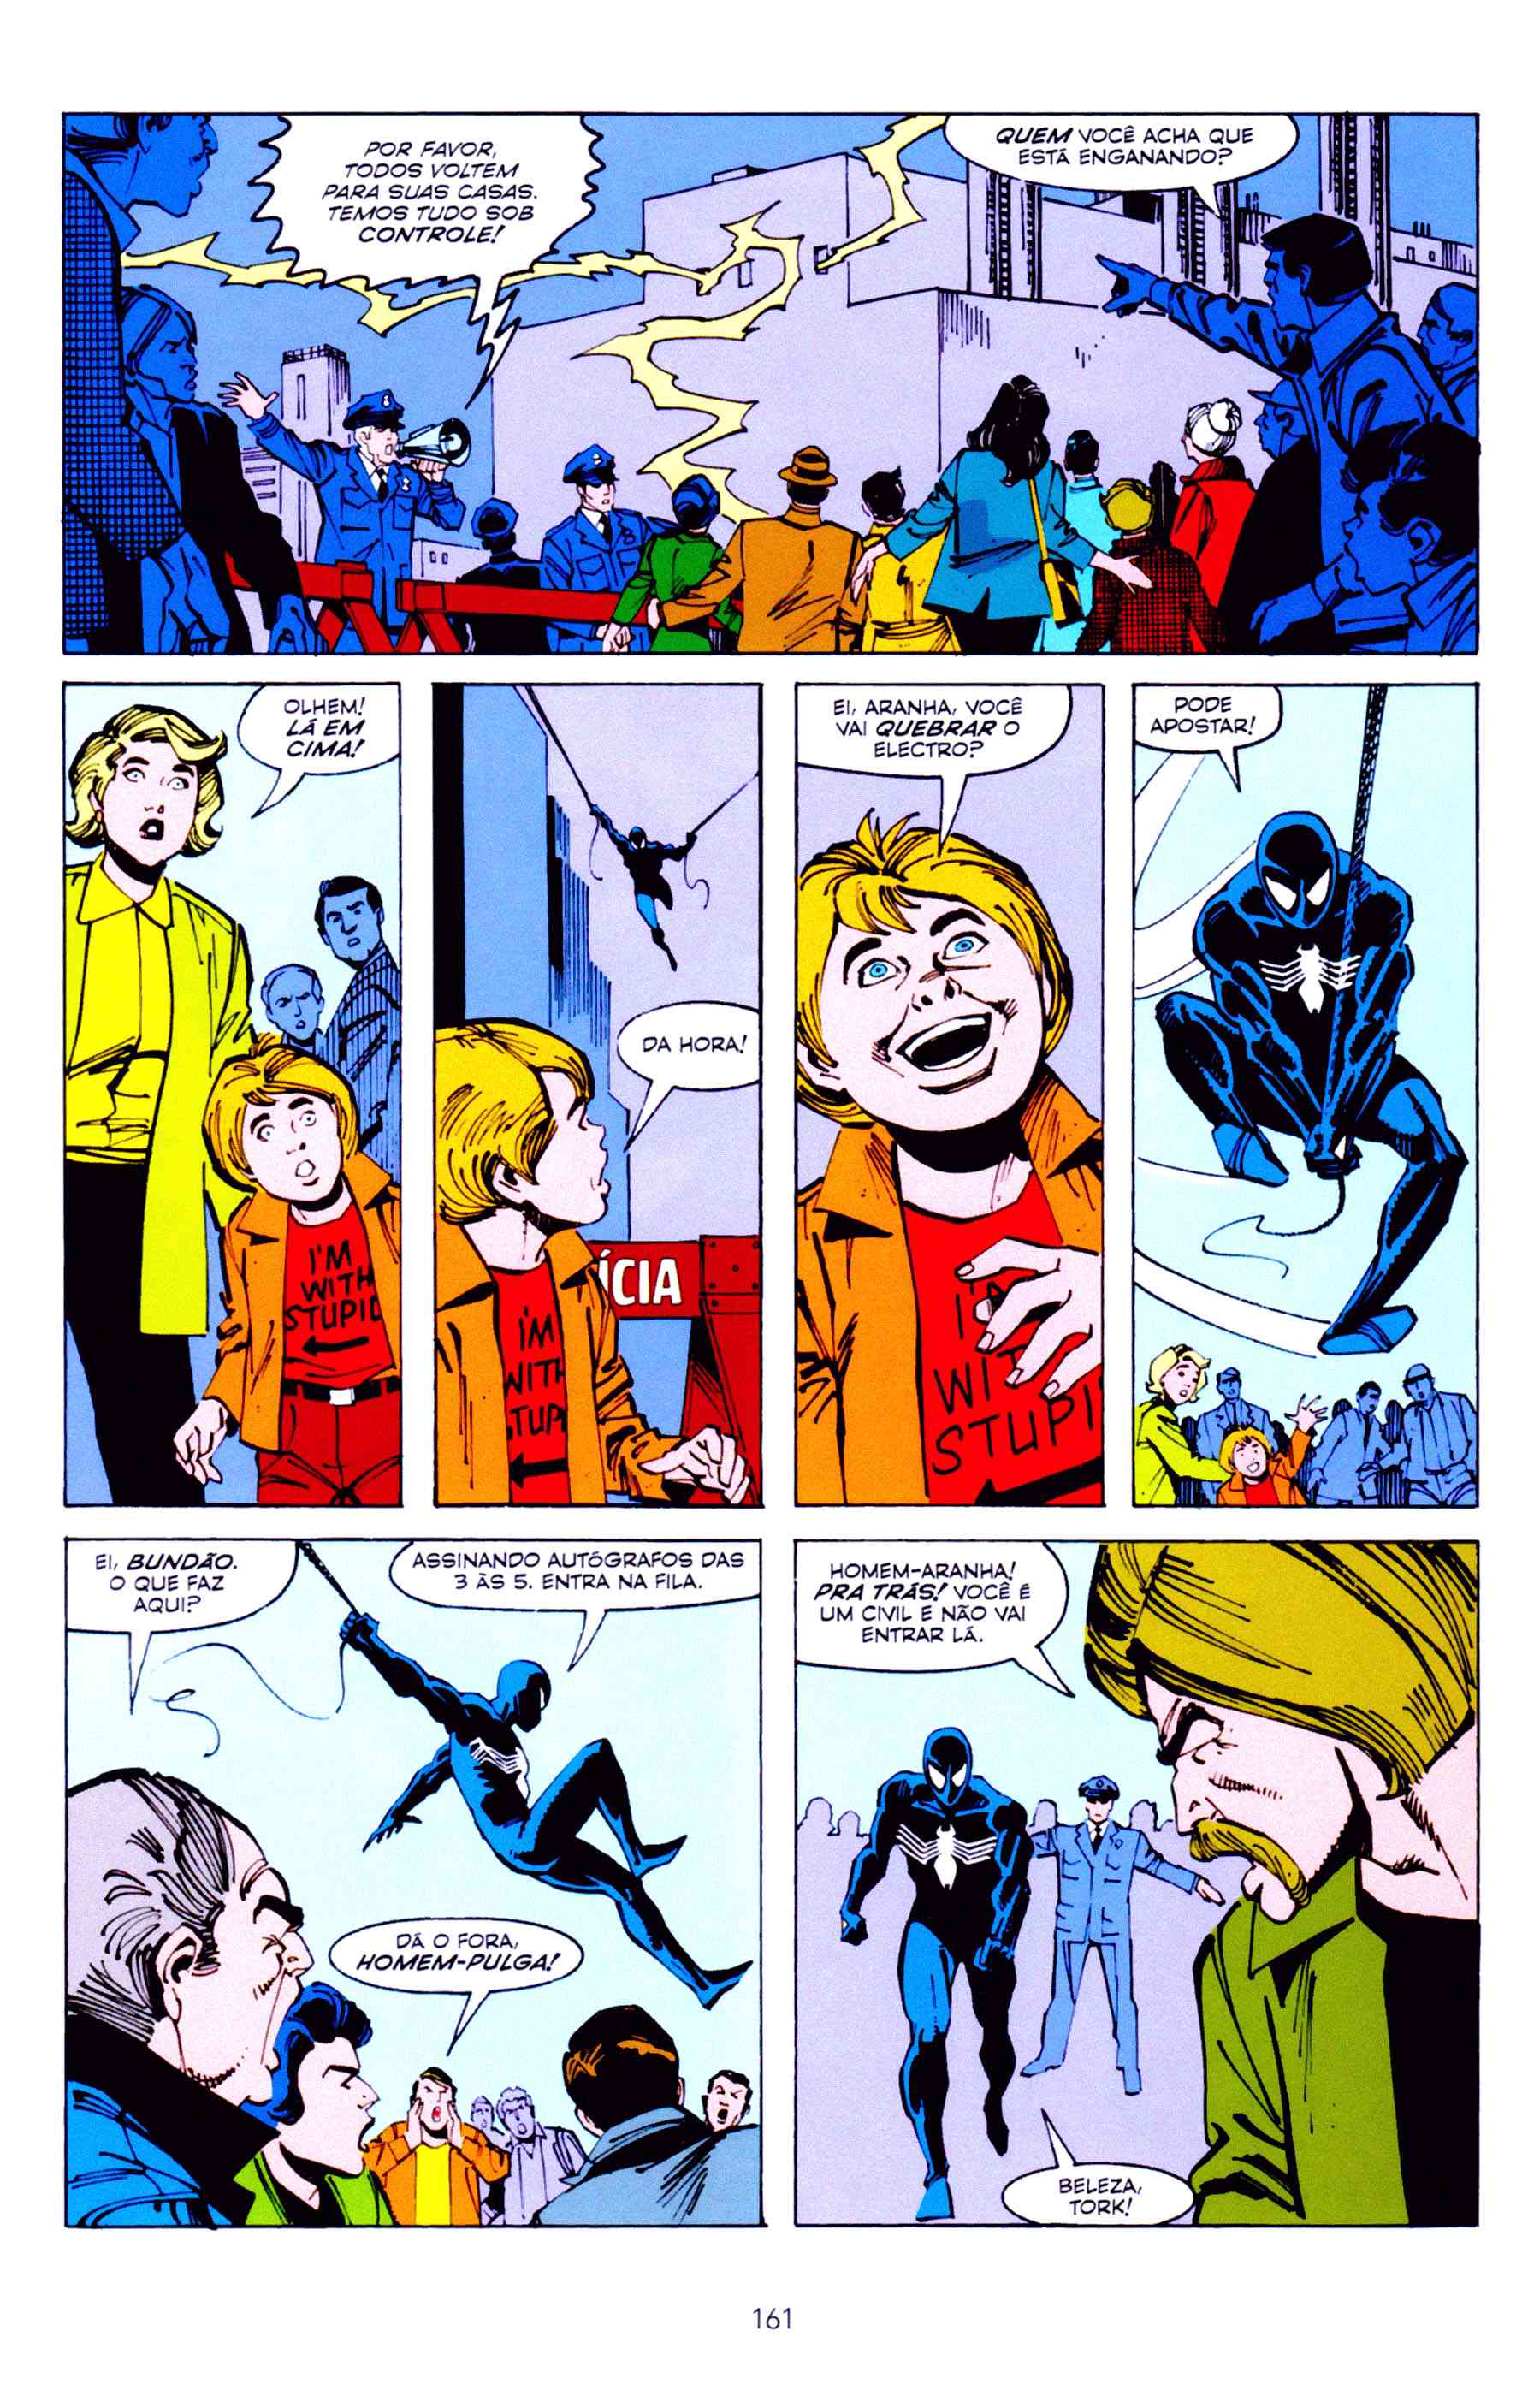 POR FAVOR,
TODOS VOLTEM
PARA SUAS CASAS.
TEMOS TUDO SOB
CONTROLE!
QUEM VOCÊ ACHA QUE
ESTÁ ENGANANDO?
OLHEM!
LÁ EM
CIMA!
I'M
WITH
STUPID
DA HORA!
ÍCIA
I'M
WITH
STUP
EI, ARANHA, VOCÊ
VAI QUEBRAR O
ELECTRO?
I'M
WIT
STUPI
PODE
APOSTAR!
EI, BUNDÃO.
O QUE FAZ
AQUI?
ASSINANDO AUTÓGRAFOS DAS
3 ÀS 5. ENTRA NA FILA.
DÁ O FORA,
HOMEM-PULGA!
HOMEM-ARANHA!
PRA TRÁS! VOCÊ É
UM CIVIL E NÃO VAI
ENTRAR LÁ.
BELEZA,
TORK!
161